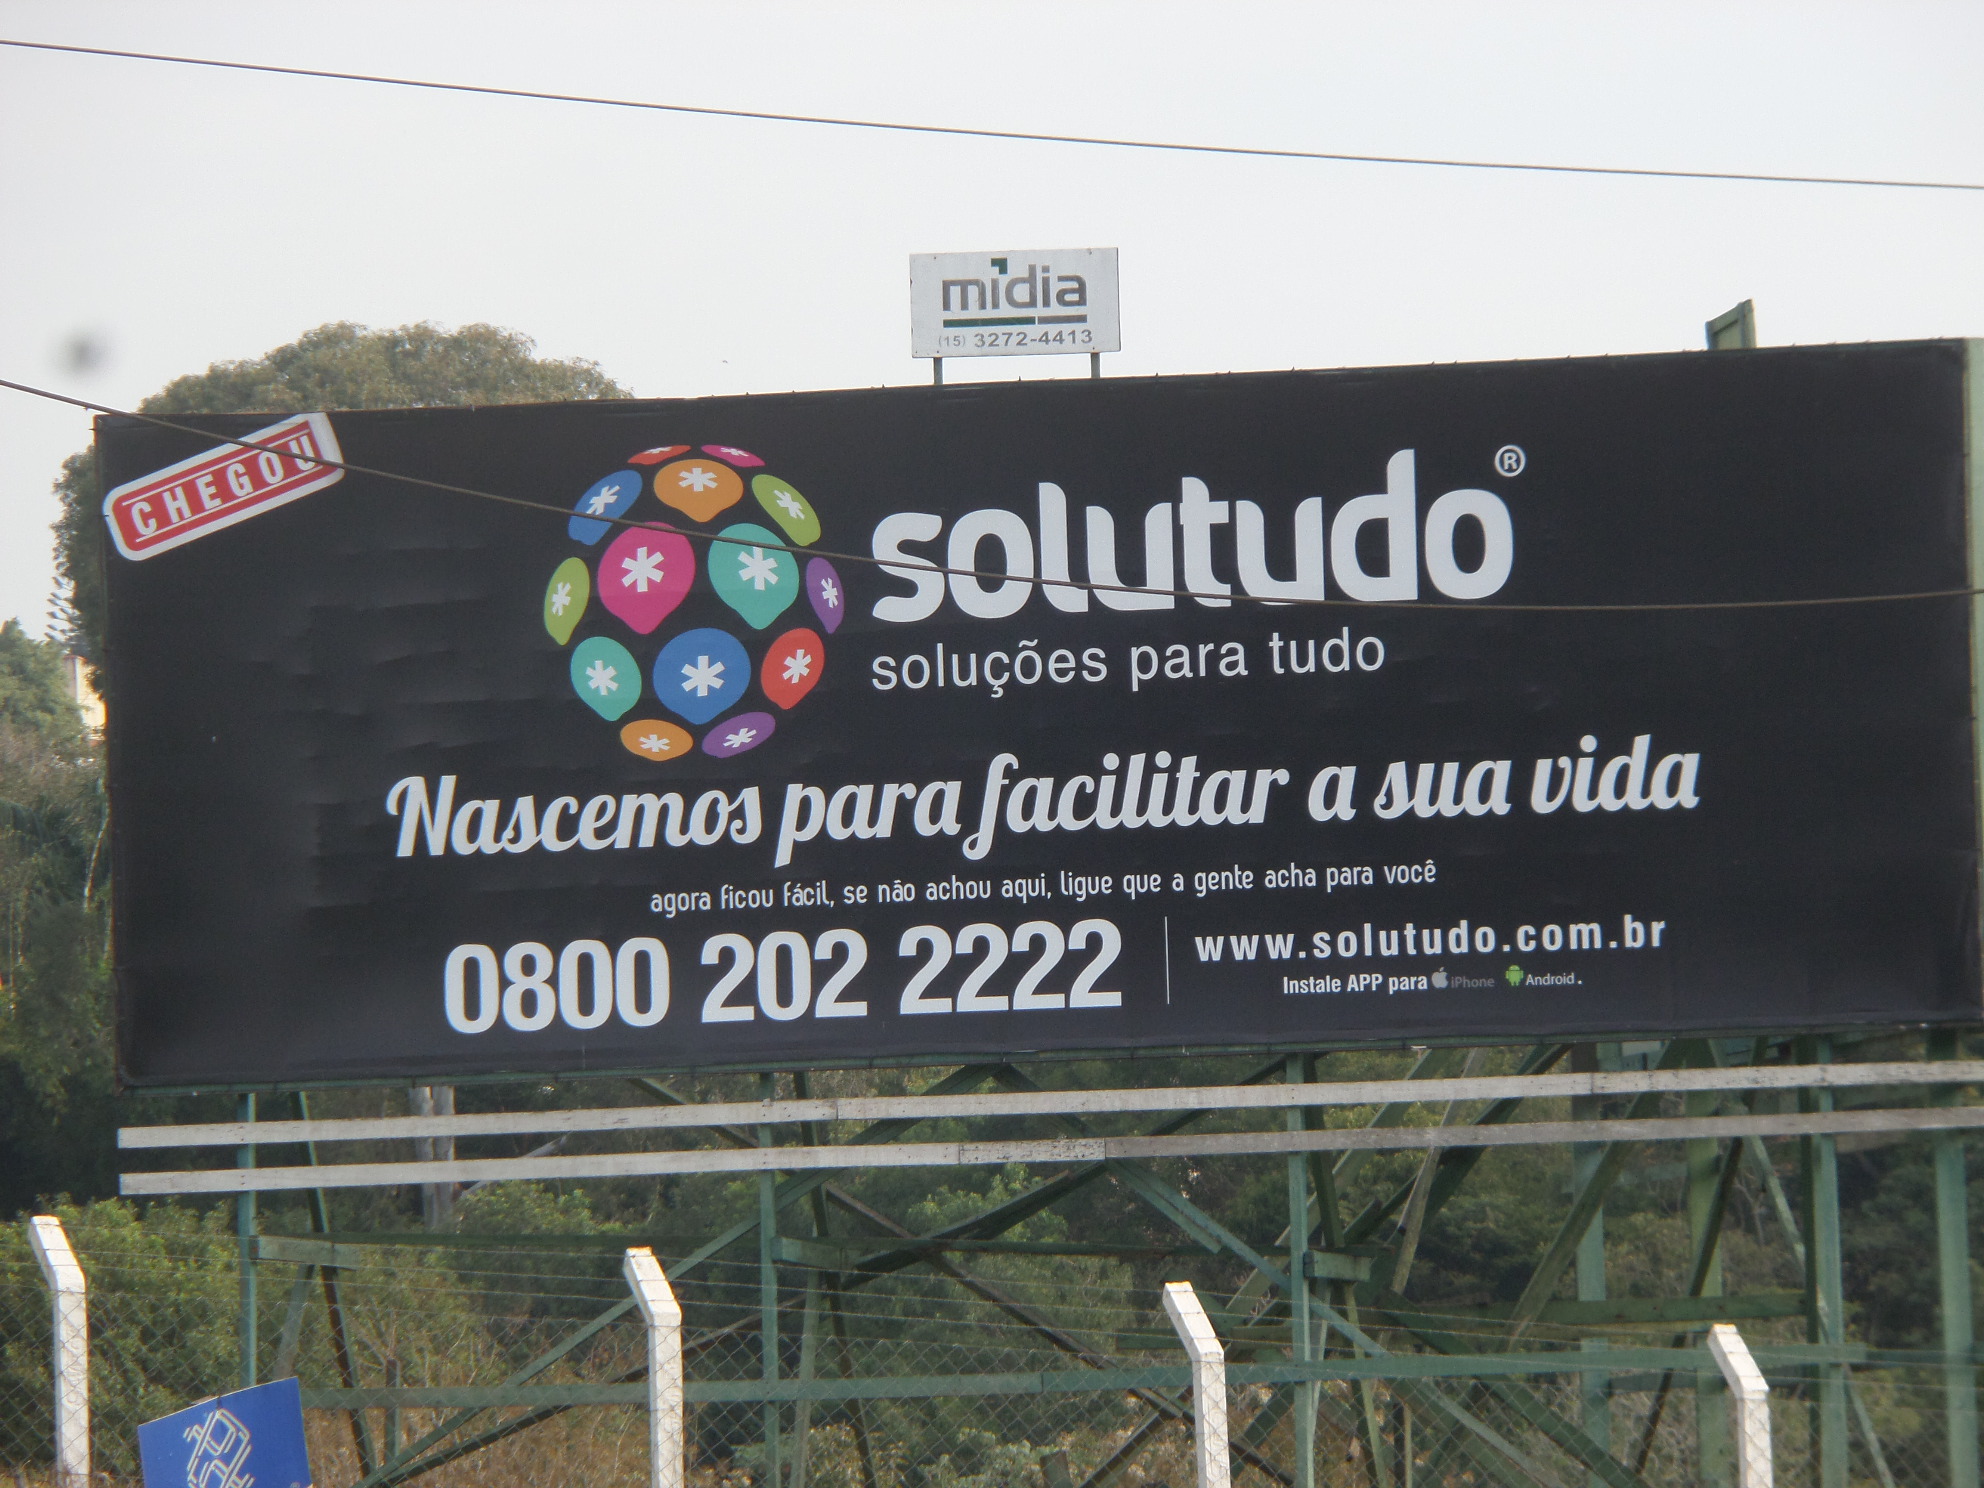 mídia
(15) 3272-4413
CHEGOU
solutudo®
soluções para tudo
Nascemos para facilitar a sua vida
agora ficou fácil, se não achou aqui, ligue que a gente acha para você
0800 202 2222
www.solutudo.com.br
Instale APP para iPhone Android.